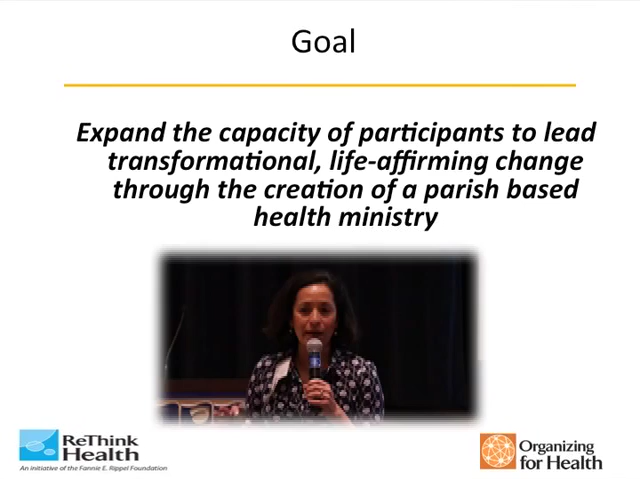 Goal
Expand the capacity of participants to lead
transformational, life-affirming change
through the creation of a parish based
health ministry
ReThink
Health
An initiative of the Fannie E. Rippel Foundation
Organizing
for Health